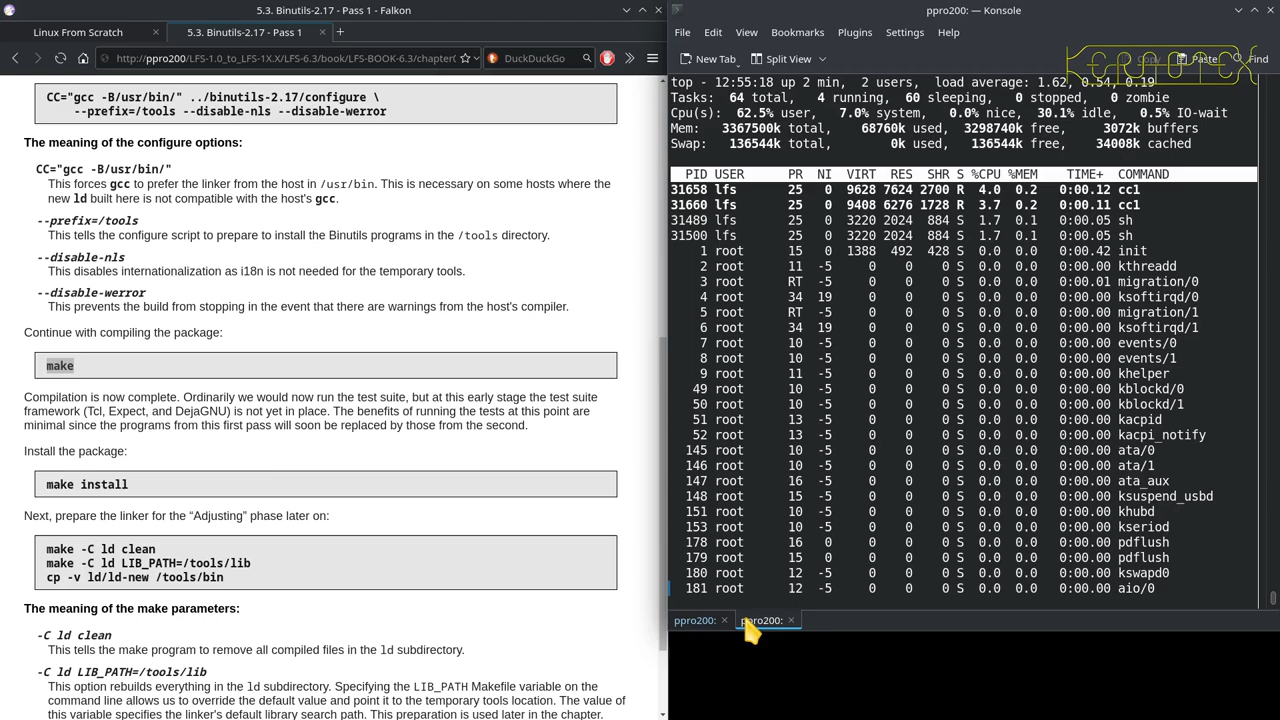 5.3. Binutils-2.17 - Pass 1 - Falkon
Linux From Scratch
5.3. Binutils-2.17 - Pass 1
http://ppro200/LFS-1.0_to_LFS-1X.X/LFS-6.3/book/LFS-BOOK-6.3/chapter(
DuckDuckGo
CC="gcc -B/usr/bin/" ../binutils-2.17/configure \
--prefix=/tools --disable-nls --disable-werror
The meaning of the configure options:
CC="gcc -B/usr/bin/"
This forces gcc to prefer the linker from the host in /usr/bin. This is necessary on some hosts where the
new ld built here is not compatible with the host's gcc.
--prefix=/tools
This tells the configure script to prepare to install the Binutils programs in the /tools directory.
--disable-nls
This disables internationalization as i18n is not needed for the temporary tools.
--disable-werror
This prevents the build from stopping in the event that there are warnings from the host's compiler.
Continue with compiling the package:
make
Compilation is now complete. Ordinarily we would now run the test suite, but at this early stage the test suite
framework (Tcl, Expect, and DejaGNU) is not yet in place. The benefits of running the tests at this point are
minimal since the programs from this first pass will soon be replaced by those from the second.
Install the package:
make install
Next, prepare the linker for the “Adjusting” phase later on:
make -C ld clean
make -C ld LIB_PATH=/tools/lib
cp -v ld/ld-new /tools/bin
The meaning of the make parameters:
-C ld clean
This tells the make program to remove all compiled files in the ld subdirectory.
-C ld LIB_PATH=/tools/lib
This option rebuilds everything in the ld subdirectory. Specifying the LIB_PATH Makefile variable on the
command line allows us to override the default value and point it to the temporary tools location. The value of
this variable specifies the linker's default library search path. This preparation is used later in the chapter.
ppro200: — Konsole
File Edit View Bookmarks Plugins Settings Help
New Tab Split View Copy Paste Find
top - 12:55:18 up 2 min, 2 users, load average: 1.62, 0.54, 0.19
Tasks: 64 total, 4 running, 60 sleeping, 0 stopped, 0 zombie
Cpu(s): 62.5% user, 7.0% system, 0.0% nice, 30.1% idle, 0.5% IO-wait
Mem: 3367500k total, 68760k used, 3298740k free, 3072k buffers
Swap: 136544k total, 0k used, 136544k free, 34008k cached
PID USER PR NI VIRT RES SHR S %CPU %MEM TIME+ COMMAND
31658 lfs 25 0 9628 7624 2700 R 4.0 0.2 0:00.12 cc1
31660 lfs 25 0 9408 6276 1728 R 3.7 0.2 0:00.11 cc1
31489 lfs 25 0 3220 2024 884 S 1.7 0.1 0:00.05 sh
31500 lfs 25 0 3220 2024 884 S 1.7 0.1 0:00.05 sh
1 root 15 0 1388 492 428 S 0.0 0.0 0:00.42 init
2 root 11 -5 0 0 0 S 0.0 0.0 0:00.00 kthreadd
3 root RT -5 0 0 0 S 0.0 0.0 0:00.01 migration/0
4 root 34 19 0 0 0 S 0.0 0.0 0:00.00 ksoftirqd/0
5 root RT -5 0 0 0 S 0.0 0.0 0:00.00 migration/1
6 root 34 19 0 0 0 S 0.0 0.0 0:00.00 ksoftirqd/1
7 root 10 -5 0 0 0 S 0.0 0.0 0:00.00 events/0
8 root 10 -5 0 0 0 S 0.0 0.0 0:00.00 events/1
9 root 11 -5 0 0 0 S 0.0 0.0 0:00.00 khelper
49 root 10 -5 0 0 0 S 0.0 0.0 0:00.00 kblockd/0
50 root 10 -5 0 0 0 S 0.0 0.0 0:00.00 kblockd/1
51 root 13 -5 0 0 0 S 0.0 0.0 0:00.00 kacpid
52 root 13 -5 0 0 0 S 0.0 0.0 0:00.00 kacpi_notify
145 root 10 -5 0 0 0 S 0.0 0.0 0:00.00 ata/0
146 root 10 -5 0 0 0 S 0.0 0.0 0:00.00 ata/1
147 root 16 -5 0 0 0 S 0.0 0.0 0:00.00 ata_aux
148 root 15 -5 0 0 0 S 0.0 0.0 0:00.00 ksuspend_usbd
151 root 10 -5 0 0 0 S 0.0 0.0 0:00.00 khubd
153 root 10 -5 0 0 0 S 0.0 0.0 0:00.00 kseriod
178 root 16 0 0 0 0 S 0.0 0.0 0:00.00 pdflush
179 root 15 0 0 0 0 S 0.0 0.0 0:00.00 pdflush
180 root 12 -5 0 0 0 S 0.0 0.0 0:00.00 kswapd0
181 root 12 -5 0 0 0 S 0.0 0.0 0:00.00 aio/0
ppro200: ppro200: